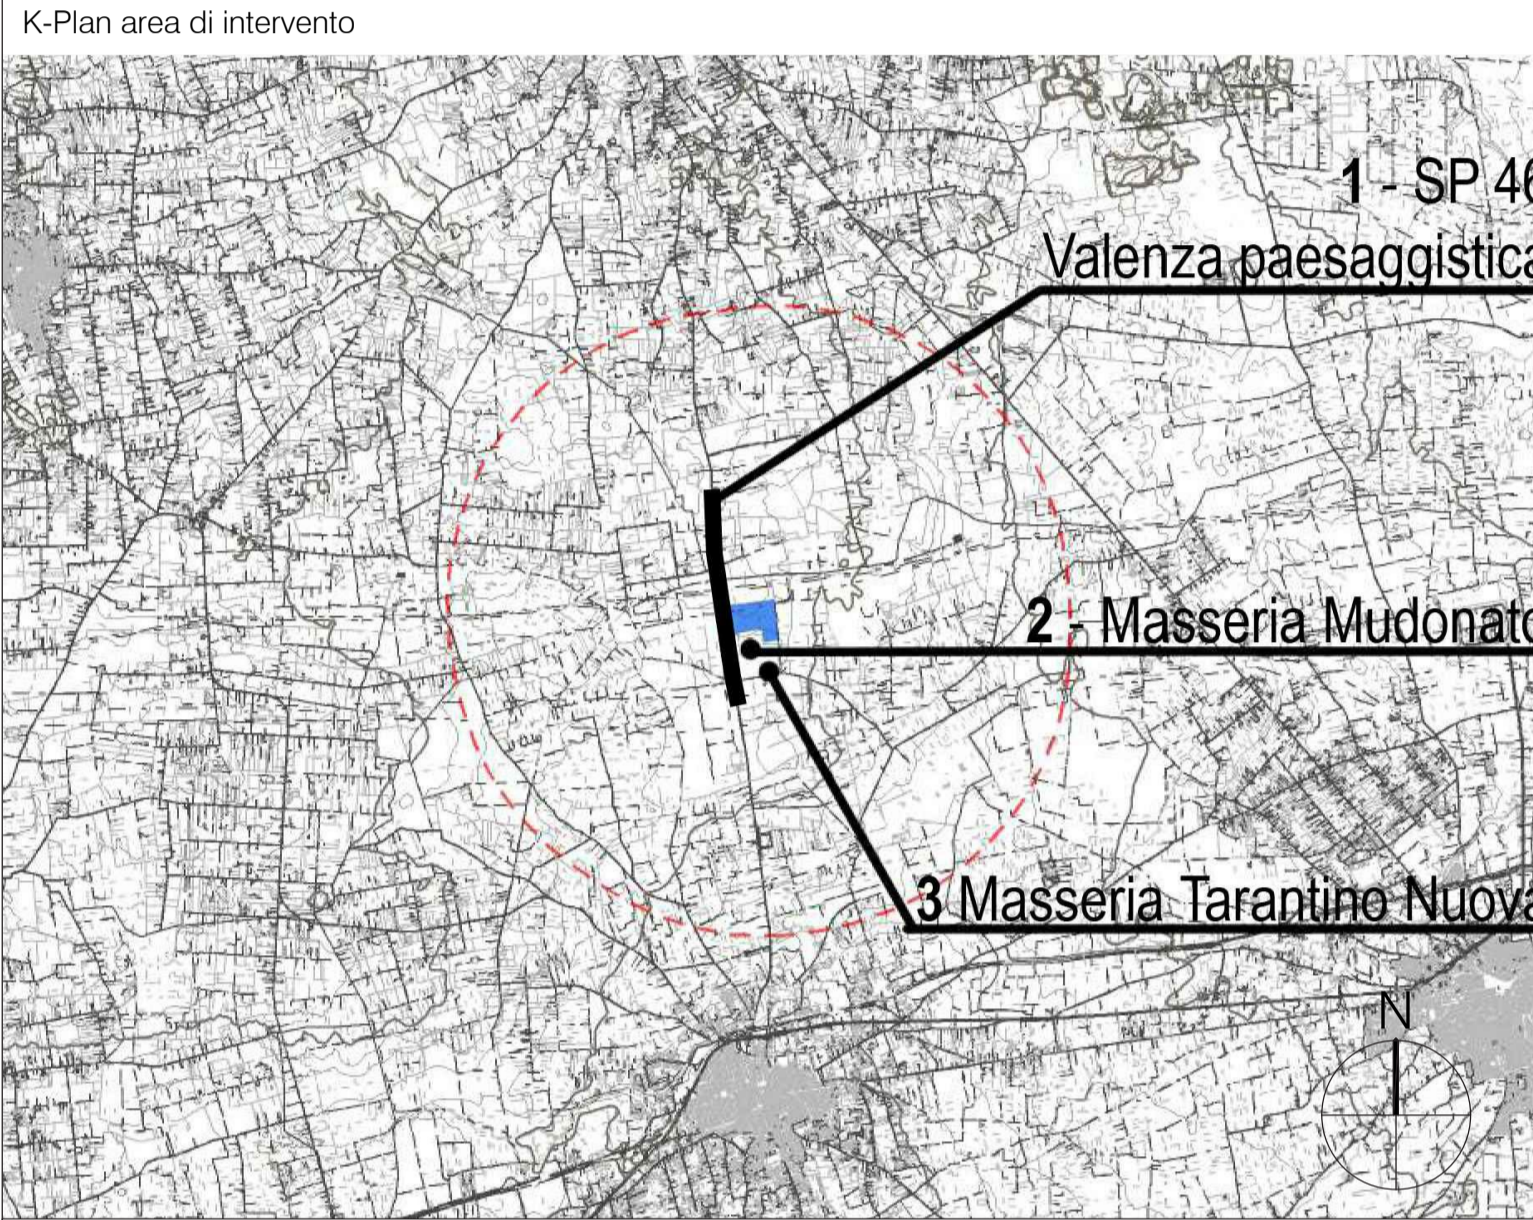 K-Plan area di intervento
1 - SP 46
Valenza paesaggistica
2 - Masseria Mudonato
3 Masseria Tarantino Nuova
N